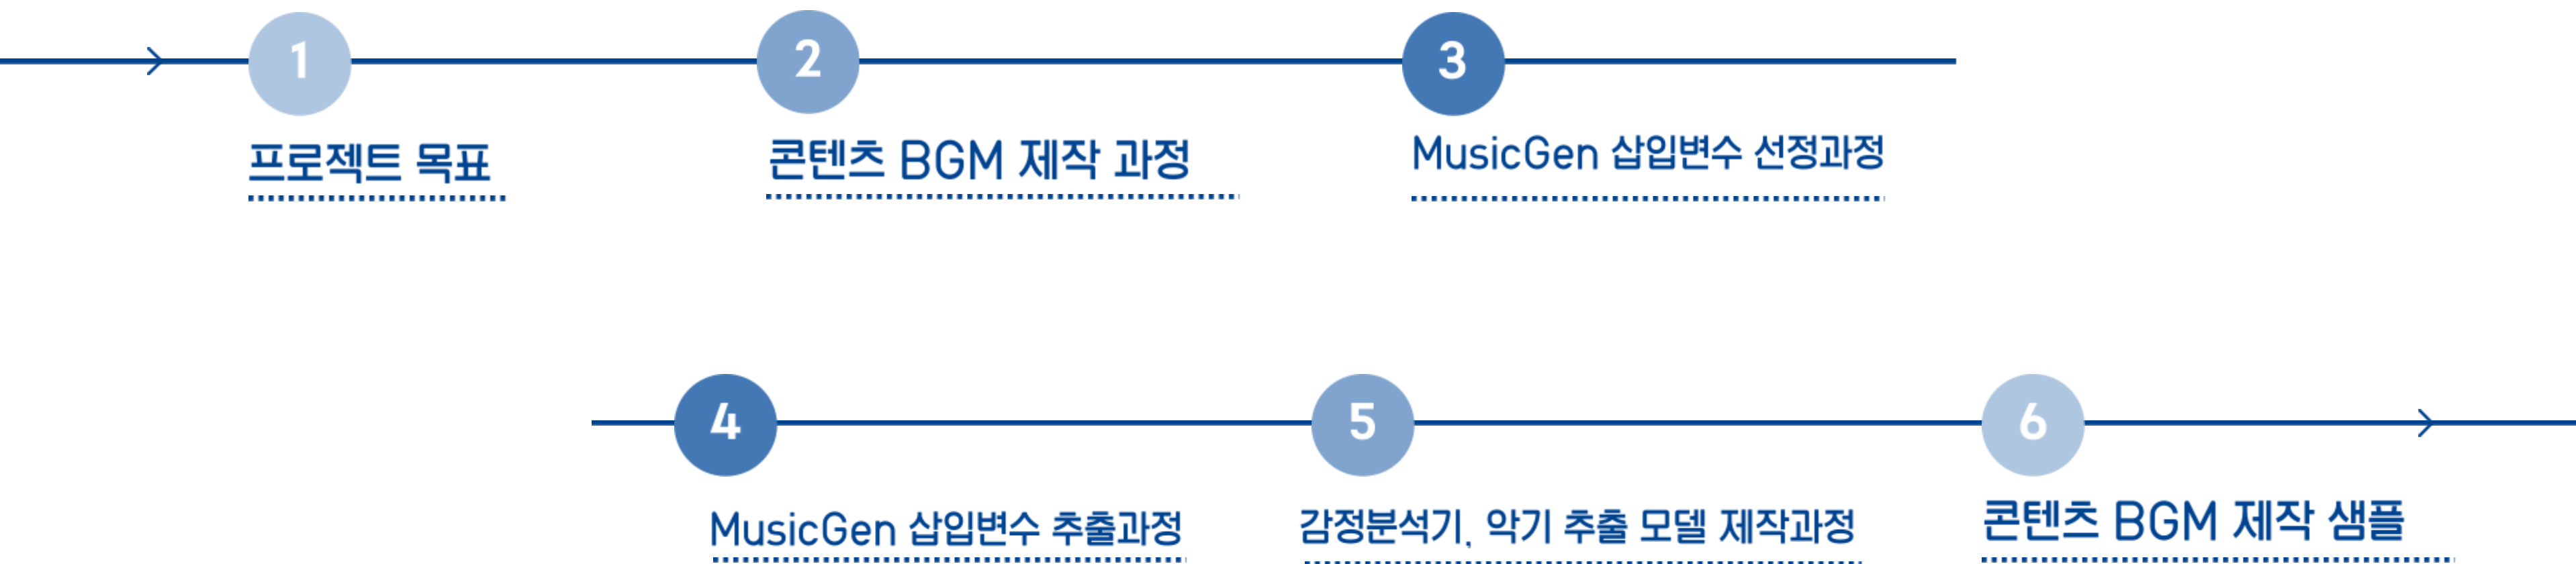 1
프로젝트 목표
2
콘텐츠 BGM 제작 과정
3
MusicGen 삽입변수 선정과정
4
MusicGen 삽입변수 추출과정
5
감정분석기, 악기 추출 모델 제작과정
6
콘텐츠 BGM 제작 샘플